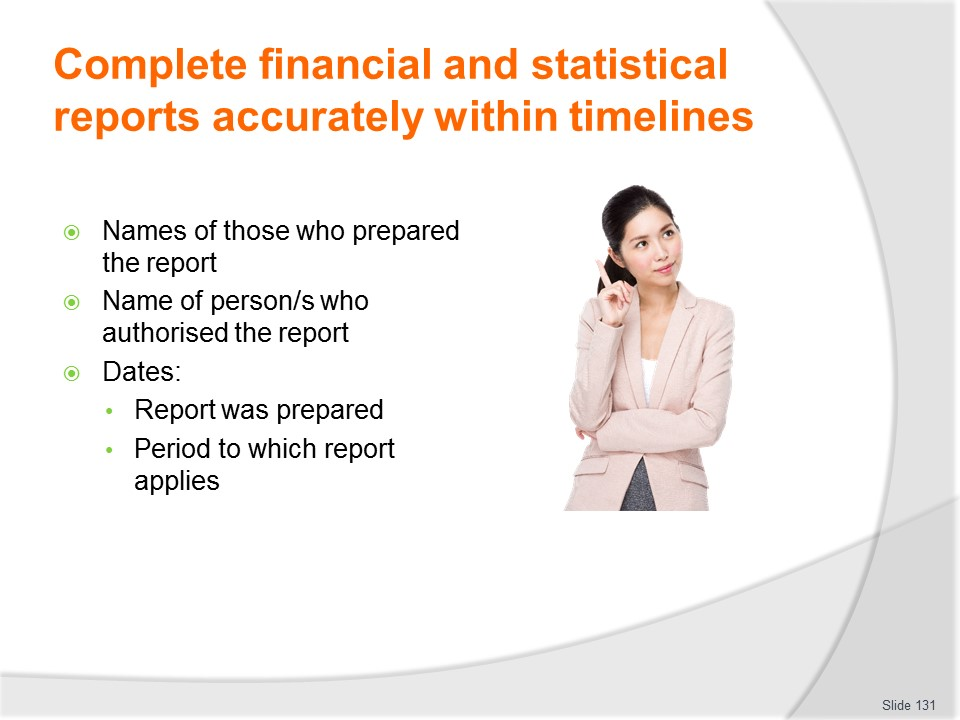 Complete financial and statistical
reports accurately within timelines
Names of those who prepared
the report
Name of person/s who
authorised the report
Dates:
Report was prepared
Period to which report
applies
Slide 131